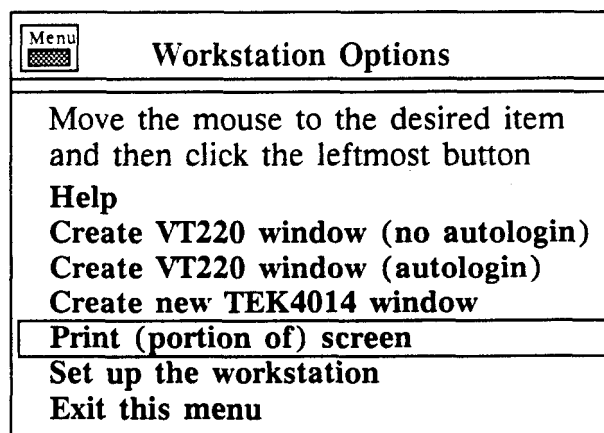 Menu
Workstation Options
Move the mouse to the desired item
and then click the leftmost button
Help
Create VT220 window (no autologin)
Create VT220 window (autologin)
Create new TEK4014 window
Print (portion of) screen
Set up the workstation
Exit this menu